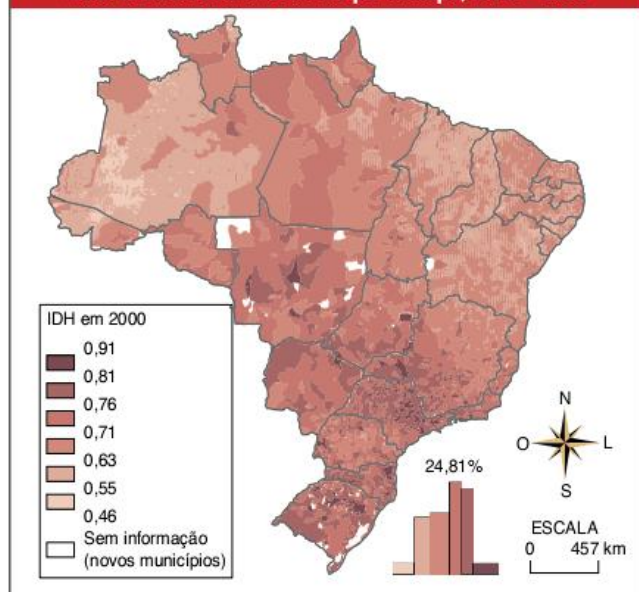 IDH em 2000
0,91
0,81
0,76
0,71
0,63
0,55
0,46
Sem informação
(novos municípios)
24,81%
N
O
L
S
ESCALA
0 457 km